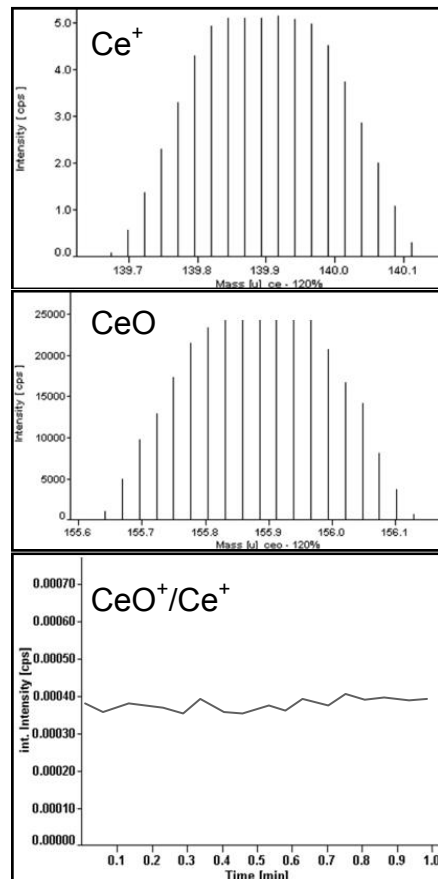 Ce+
Intensity [cps]
5.0
4.0
3.0
2.0
1.0
0.0
139.7 139.8 139.9 140.0 140.1
Mass [u] ce - 120%
CeO
Intensity [cps]
25000
20000
15000
10000
5000
0
155.6 155.7 155.8 155.9 156.0 156.1
Mass [u] ceo - 120%
CeO+/Ce+
int. Intensity [cps]
0.00070
0.00060
0.00050
0.00040
0.00030
0.00020
0.00010
0.00000
0.1 0.2 0.3 0.4 0.5 0.6 0.7 0.8 0.9 1.0
Time [min]